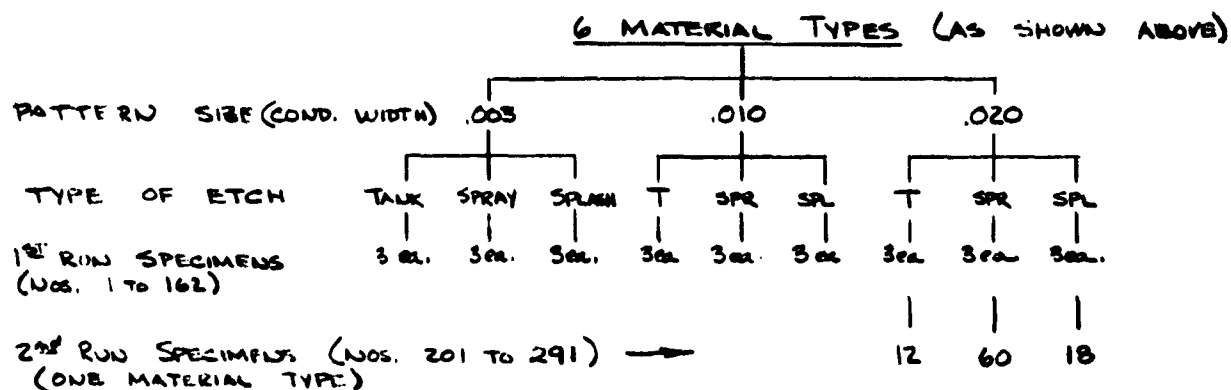 6 MATERIAL TYPES (AS SHOWN ABOVE)
PATTERN SIZE (COND. WIDTH) .005 .010 .020
TYPE OF ETCH TANK SPRAY SPLASH T SPR SPL T SPR SPL
1ST RUN SPECIMENS 3 ea. 3 ea. 3 ea. 3 ea 3 ea. 3 ea 3 ea 3 ea 3 ea.
(NOS. 1 TO 162)
2ND RUN SPECIMENS (NOS. 201 TO 291) → 12 60 18
(ONE MATERIAL TYPE)